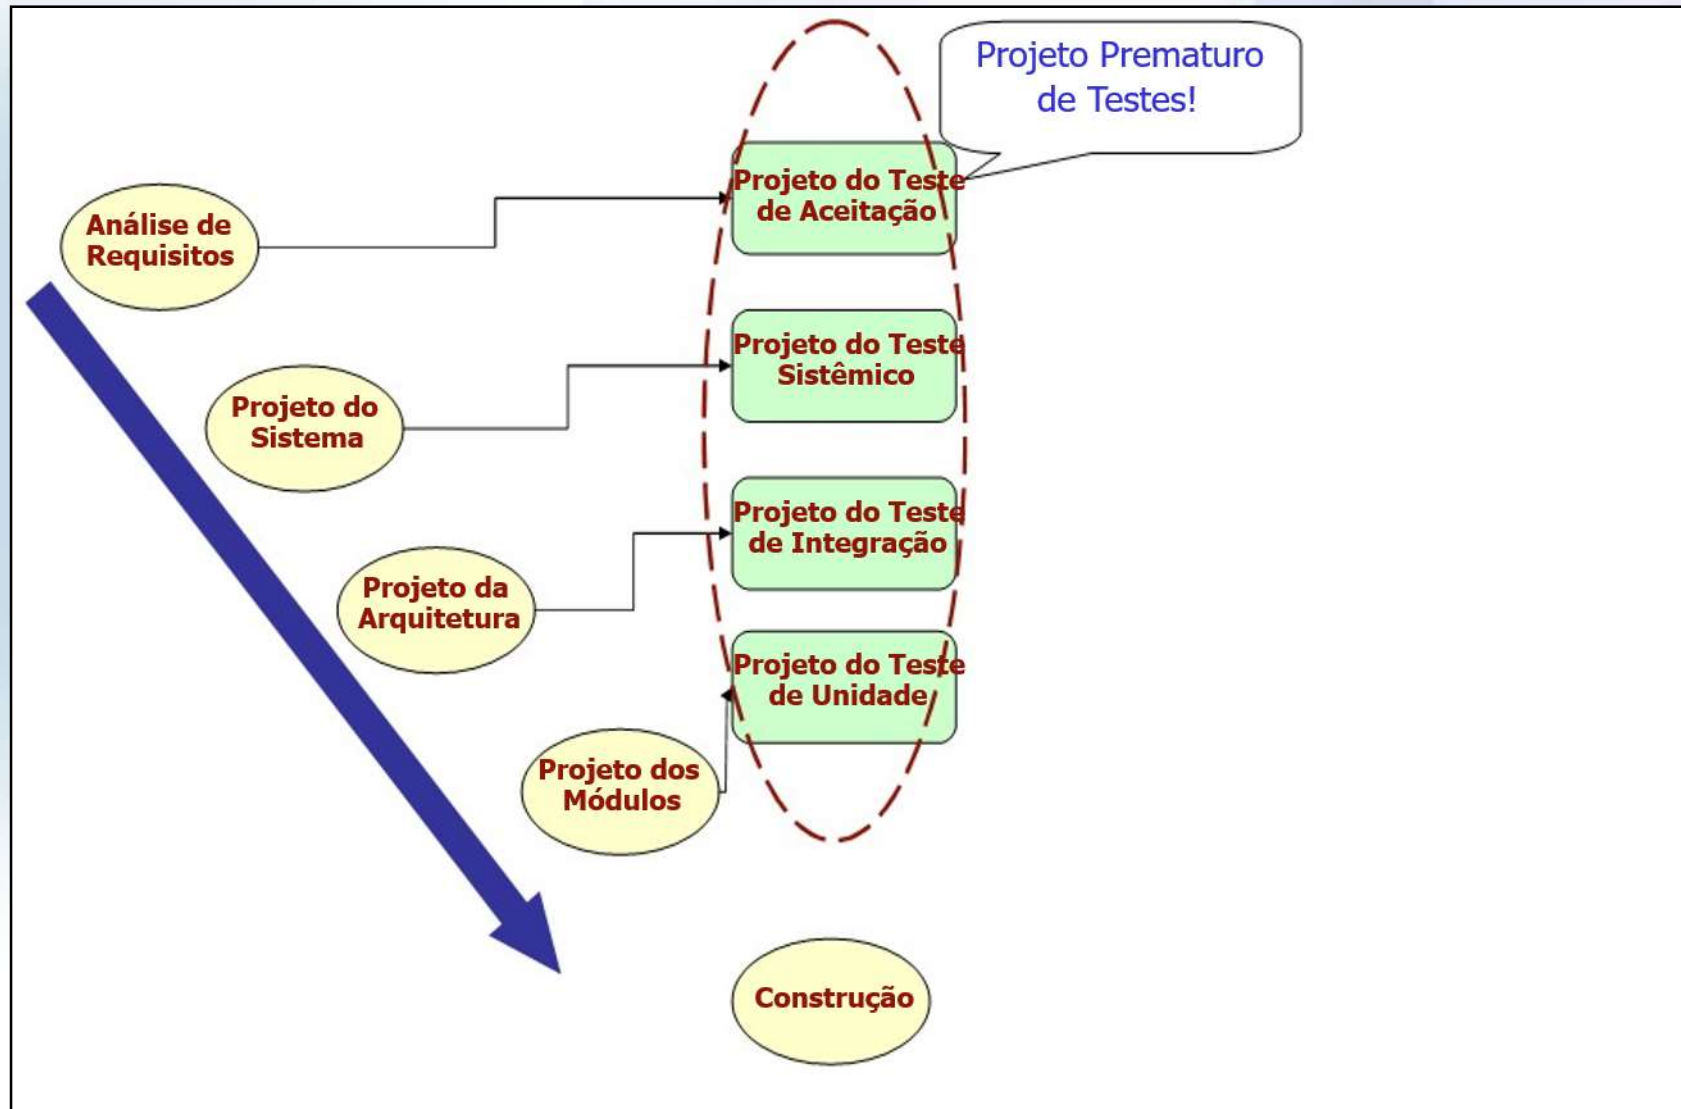 Projeto Prematuro
de Testes!
Projeto do Teste
de Aceitação
Análise de
Requisitos
Projeto do Teste
Sistêmico
Projeto do
Sistema
Projeto do Teste
de Integração
Projeto da
Arquitetura
Projeto do Teste
de Unidade
Projeto dos
Módulos
Construção